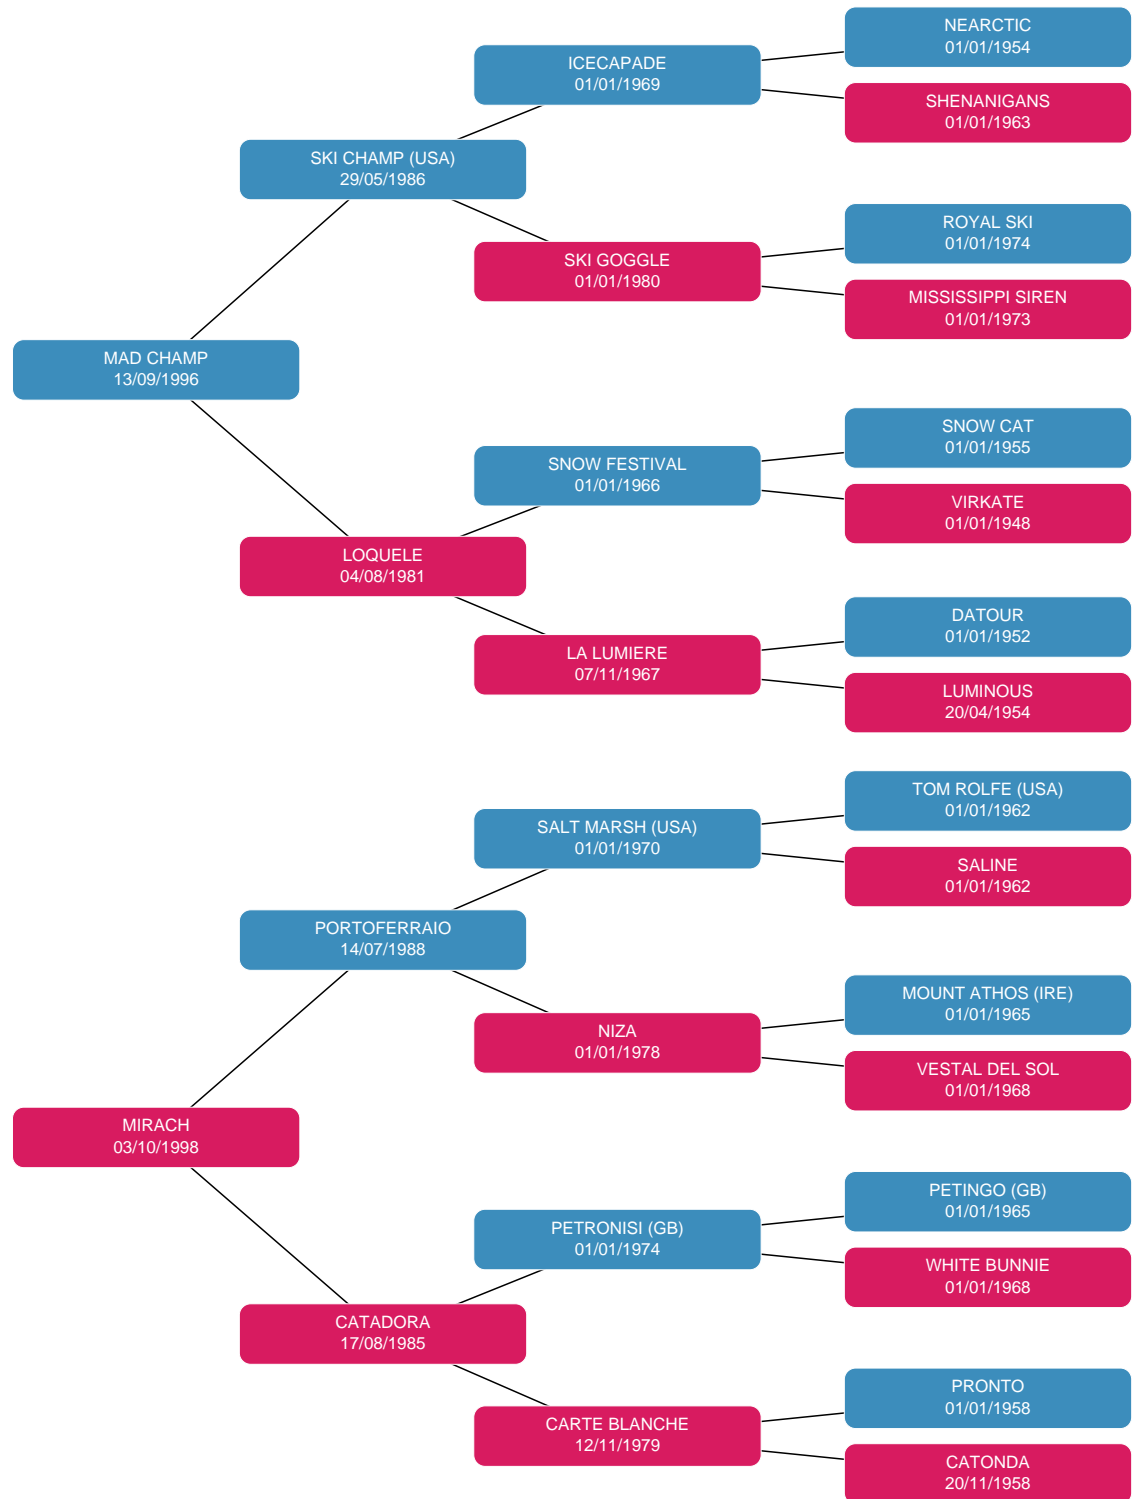 NEARCTIC
01/01/1954
ICECAPADE
01/01/1969
SHENANIGANS
01/01/1963
SKI CHAMP (USA)
29/05/1986
ROYAL SKI
01/01/1974
SKI GOGGLE
01/01/1980
MISSISSIPPI SIREN
01/01/1973
MAD CHAMP
13/09/1996
SNOW CAT
01/01/1955
SNOW FESTIVAL
01/01/1966
VIRKATE
01/01/1948
LOQUELE
04/08/1981
DATOUR
01/01/1952
LA LUMIERE
07/11/1967
LUMINOUS
20/04/1954
TOM ROLFE (USA)
01/01/1962
SALT MARSH (USA)
01/01/1970
SALINE
01/01/1962
PORTOFERRAIO
14/07/1988
MOUNT ATHOS (IRE)
01/01/1965
NIZA
01/01/1978
VESTAL DEL SOL
01/01/1968
MIRACH
03/10/1998
PETINGO (GB)
01/01/1965
PETRONISI (GB)
01/01/1974
WHITE BUNNIE
01/01/1968
CATADORA
17/08/1985
PRONTO
01/01/1958
CARTE BLANCHE
12/11/1979
CATONDA
20/11/1958